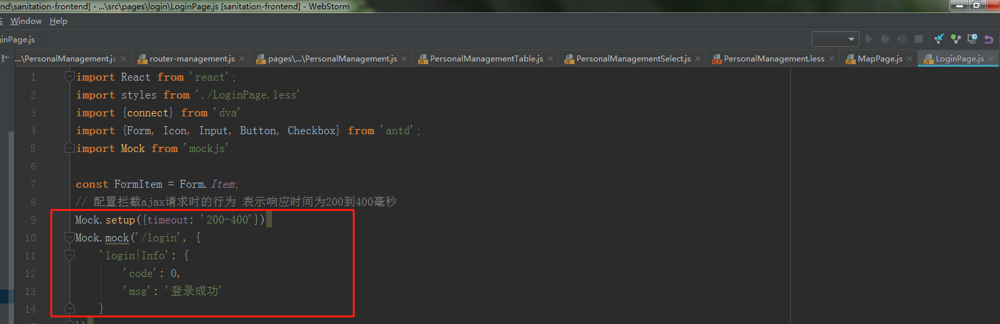 nd\sanitation-frontend] - ...\src\pages\login\LoginPage.js [sanitation-frontend] - WebStorm
S Window Help
ginPage.js
...\PersonalManagement.js router-management.js pages\...\PersonalManagement.js PersonalManagementTable.js PersonalManagementSelect.js PersonalManagement.less MapPage.js LoginPage.js
1 import React from 'react';
2 import styles from './LoginPage.less'
3 import {connect} from 'dva'
4 import {Form, Icon, Input, Button, Checkbox} from 'antd';
5 import Mock from 'mockjs'
6
7 const FormItem = Form.Item;
8 // 配置拦截ajax请求时的行为 表示响应时间为200到400毫秒
9 Mock.setup({timeout: '200-400'})
10 Mock.mock('/login', {
11 'login|Info': {
12 'code': 0,
13 'msg': '登录成功'
14 }
})